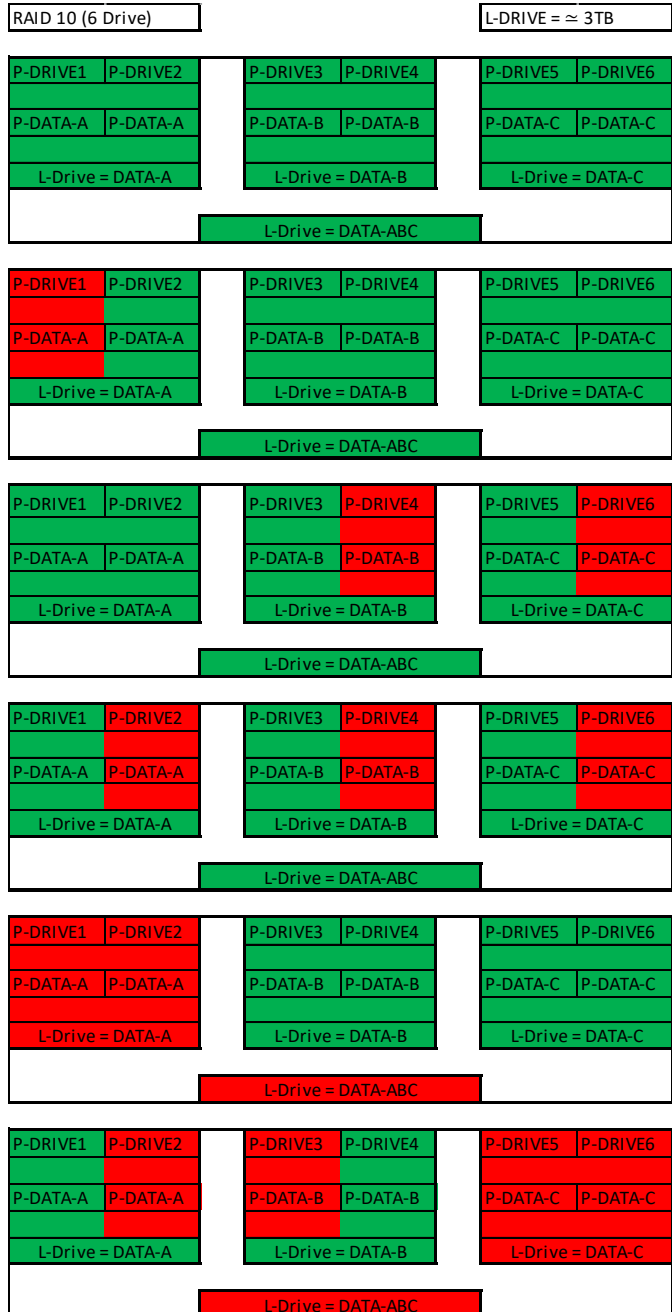 RAID 10 (6 Drive) L-DRIVE = ≃ 3TB
P-DRIVE1 P-DRIVE2 P-DRIVE3 P-DRIVE4 P-DRIVE5 P-DRIVE6
P-DATA-A P-DATA-A P-DATA-B P-DATA-B P-DATA-C P-DATA-C
L-Drive = DATA-A L-Drive = DATA-B L-Drive = DATA-C
L-Drive = DATA-ABC
P-DRIVE1 P-DRIVE2 P-DRIVE3 P-DRIVE4 P-DRIVE5 P-DRIVE6
P-DATA-A P-DATA-A P-DATA-B P-DATA-B P-DATA-C P-DATA-C
L-Drive = DATA-A L-Drive = DATA-B L-Drive = DATA-C
L-Drive = DATA-ABC
P-DRIVE1 P-DRIVE2 P-DRIVE3 P-DRIVE4 P-DRIVE5 P-DRIVE6
P-DATA-A P-DATA-A P-DATA-B P-DATA-B P-DATA-C P-DATA-C
L-Drive = DATA-A L-Drive = DATA-B L-Drive = DATA-C
L-Drive = DATA-ABC
P-DRIVE1 P-DRIVE2 P-DRIVE3 P-DRIVE4 P-DRIVE5 P-DRIVE6
P-DATA-A P-DATA-A P-DATA-B P-DATA-B P-DATA-C P-DATA-C
L-Drive = DATA-A L-Drive = DATA-B L-Drive = DATA-C
L-Drive = DATA-ABC
P-DRIVE1 P-DRIVE2 P-DRIVE3 P-DRIVE4 P-DRIVE5 P-DRIVE6
P-DATA-A P-DATA-A P-DATA-B P-DATA-B P-DATA-C P-DATA-C
L-Drive = DATA-A L-Drive = DATA-B L-Drive = DATA-C
L-Drive = DATA-ABC
P-DRIVE1 P-DRIVE2 P-DRIVE3 P-DRIVE4 P-DRIVE5 P-DRIVE6
P-DATA-A P-DATA-A P-DATA-B P-DATA-B P-DATA-C P-DATA-C
L-Drive = DATA-A L-Drive = DATA-B L-Drive = DATA-C
L-Drive = DATA-ABC